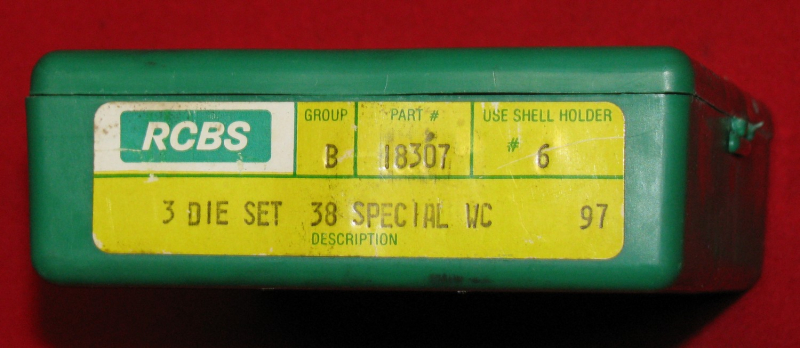 RCBS
GROUP PART # USE SHELL HOLDER
B 18307 # 6
3 DIE SET 38 SPECIAL WC 97
DESCRIPTION